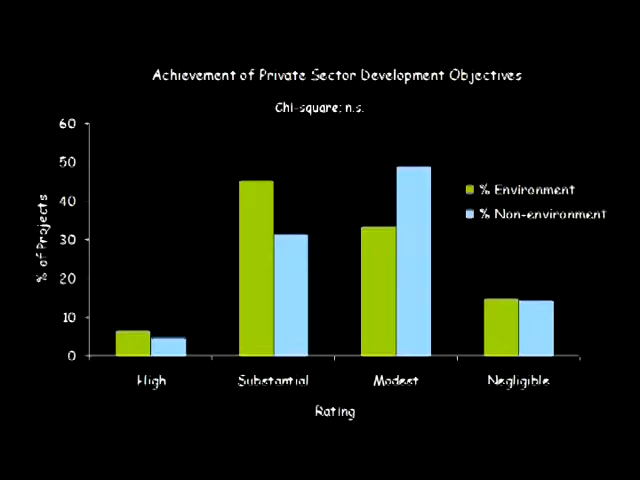 Achievement of Private Sector Development Objectives
Chi-square; n.s.
60
50
40
30
20
10
0
% of Projects
% Environment
% Non-environment
High
Substantial
Modest
Negligible
Rating